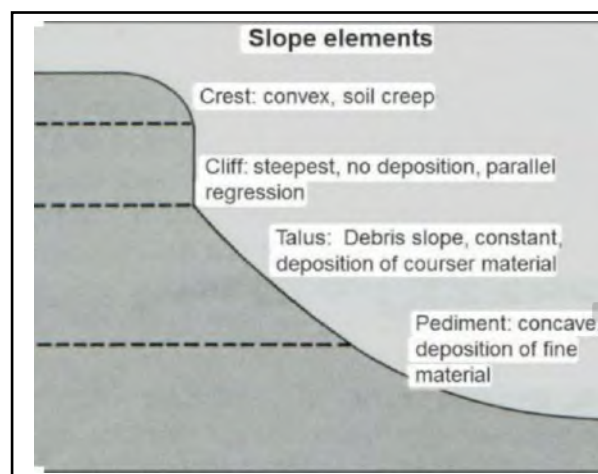 Slope elements
Crest: convex, soil creep
Cliff: steepest, no deposition, parallel
regression
Talus:  Debris slope, constant,
deposition of courser material
Pediment: concave
deposition of fine
material